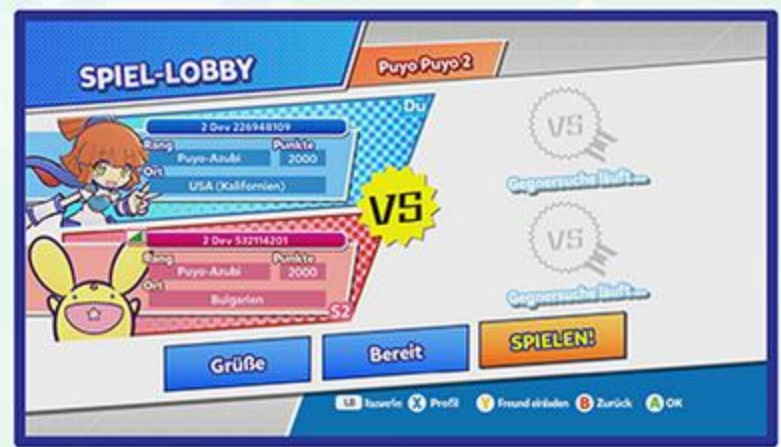 SPIEL-LOBBY
Puyo Puyo 2
Du
2 Dev 226948109
Rang
Punkte
Puyo-Azubi
2000
Ort
USA (Kalifornien)
VS
2 Dev 532114201
Rang
Punkte
Puyo-Azubi
2000
Ort
Bulgarien
S2
VS
Gegnersuche läuft...
VS
Gegnersuche läuft...
Grüße
Bereit
SPIELEN!
LB
X Profil
Y Freund einladen
B Zurück
A OK